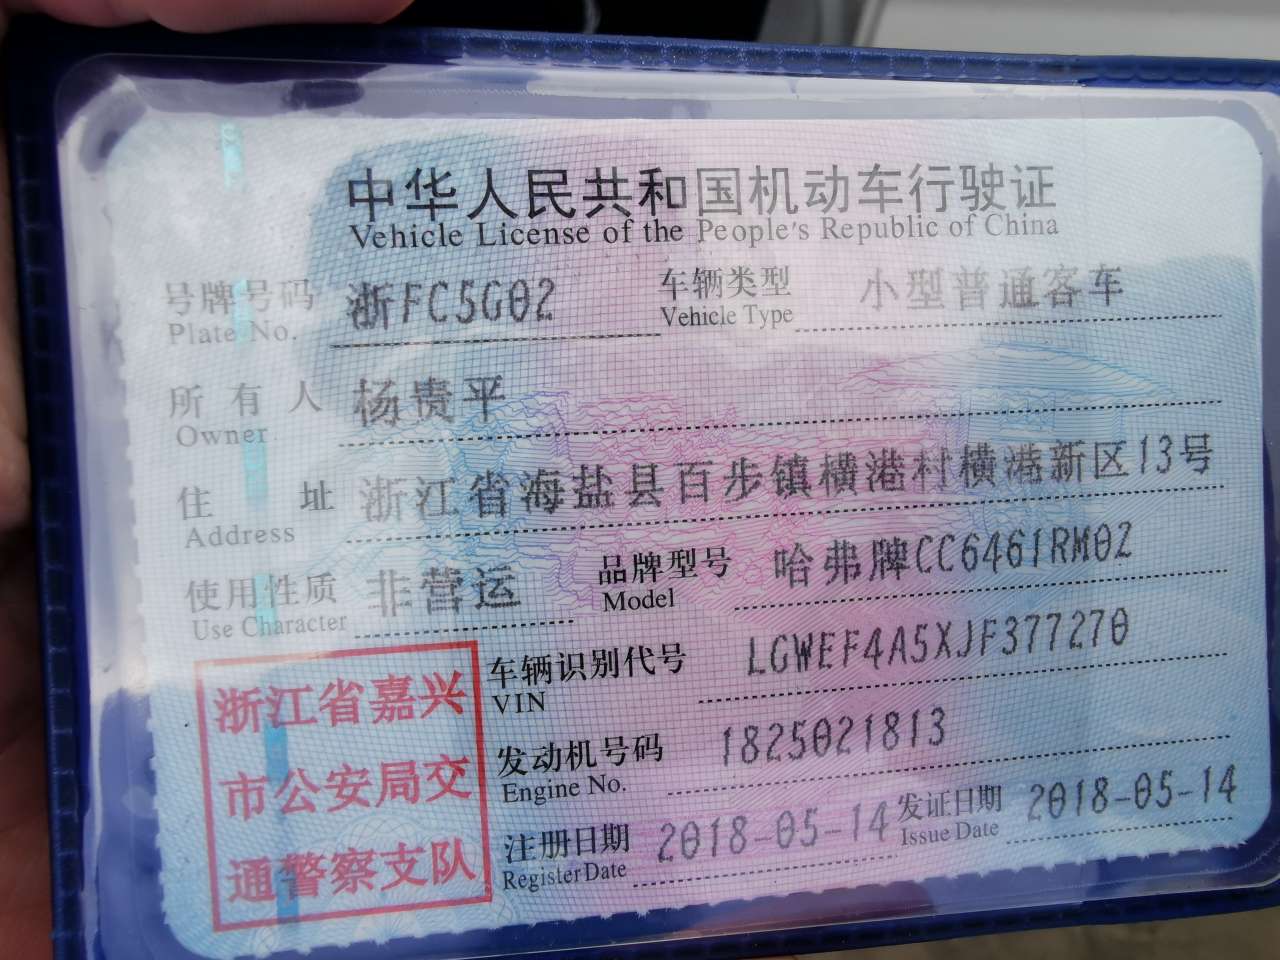 中华人民共和国机动车行驶证
Vehicle License of the People's Republic of China
号牌号码 浙FC5G02 车辆类型 小型普通客车
Plate No. Vehicle Type
所有人 杨贵平
Owner
住址 浙江省海盐县百步镇横港村横港新区13号
Address
使用性质 非营运 品牌型号 哈弗牌CC6461RM02
Use Character Model
车辆识别代号 LGWEF4A5XJF377270
VIN
发动机号码 1825021813
Engine No.
注册日期 2018-05-14 发证日期 2018-05-14
Register Date Issue Date
浙江省嘉兴
市公安局交
通警察支队